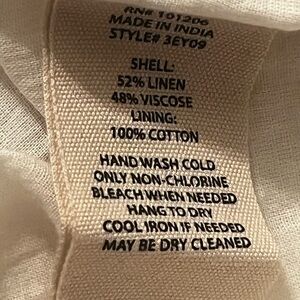 RN# 101206
MADE IN INDIA
STYLE# 3EY09
SHELL:
52% LINEN
48% VISCOSE
LINING:
100% COTTON
HAND WASH COLD
ONLY NON-CHLORINE
BLEACH WHEN NEEDED
HANG TO DRY
COOL IRON IF NEEDED
MAY BE DRY CLEANED